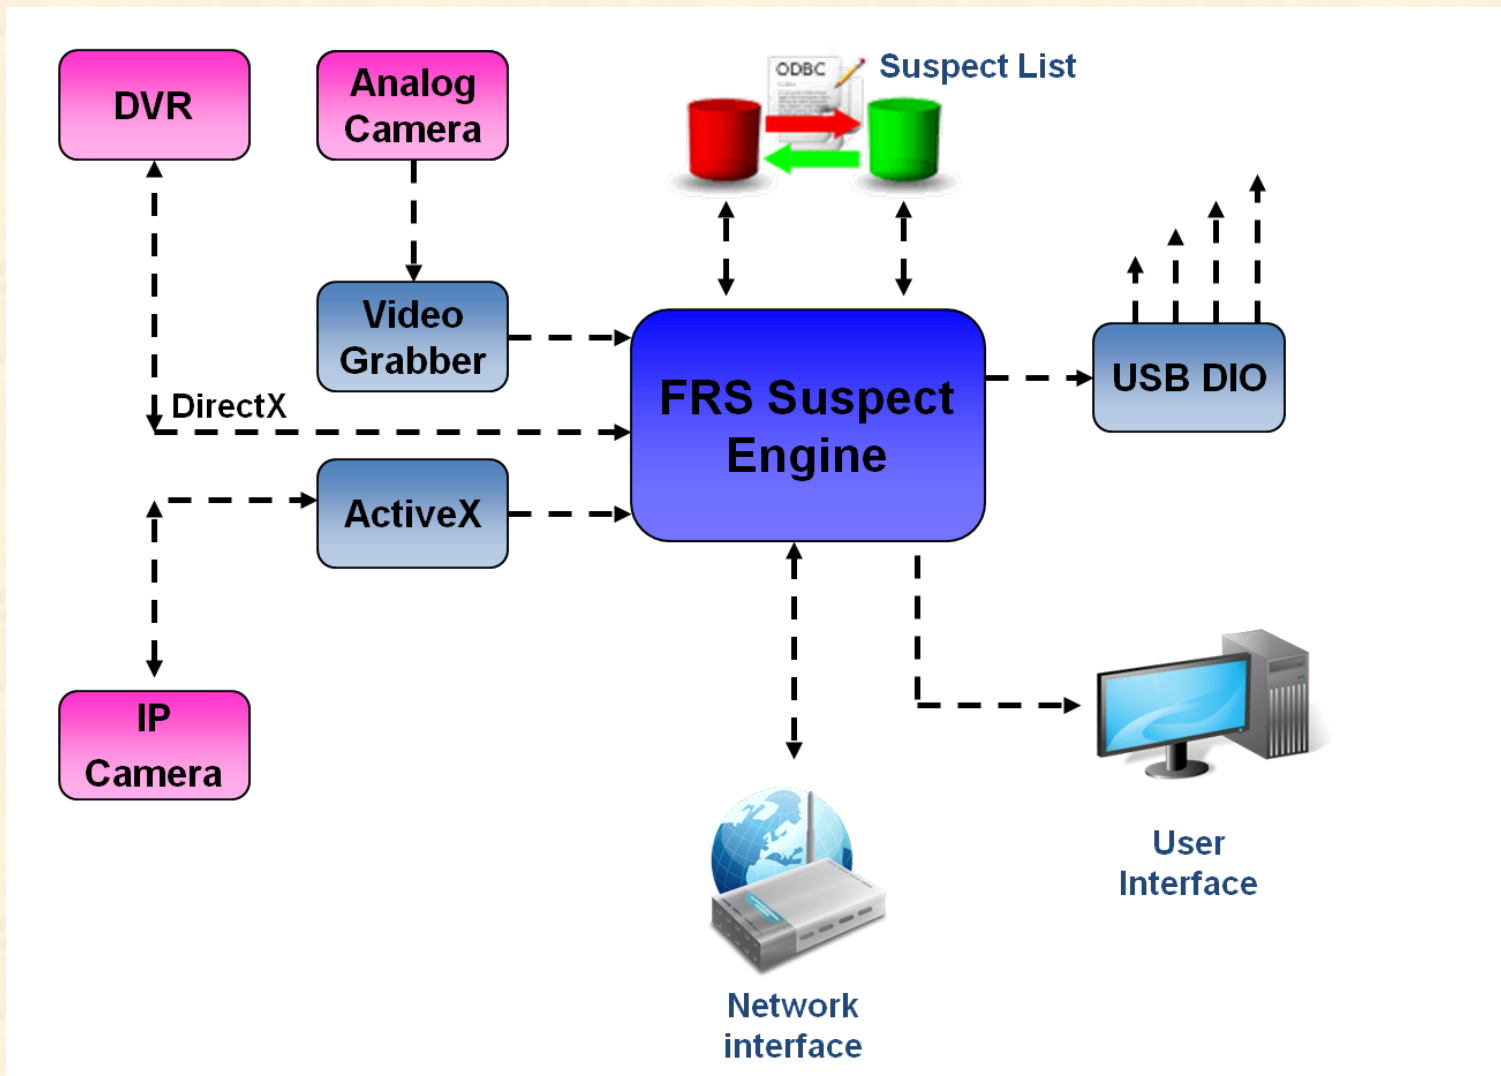 DVR
Analog
Camera
ODBC
Suspect List
Video
Grabber
DirectX
FRS Suspect
Engine
USB DIO
ActiveX
IP
Camera
User
Interface
Network
interface